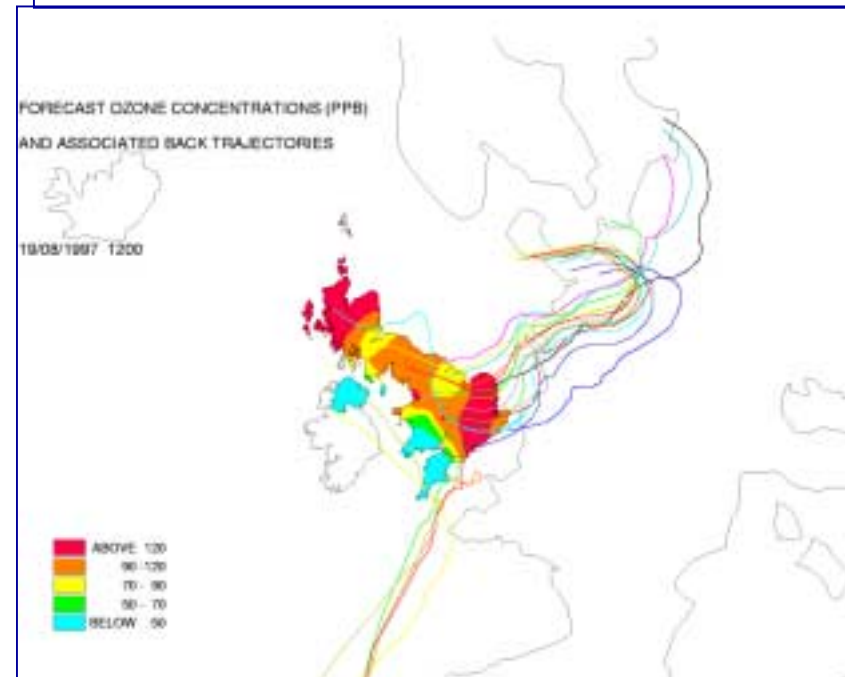 FORECAST OZONE CONCENTRATIONS (PPB)
AND ASSOCIATED BACK TRAJECTORIES
19/08/1997 1200
ABOVE 120
90 - 120
70 - 90
50 - 70
BELOW 50